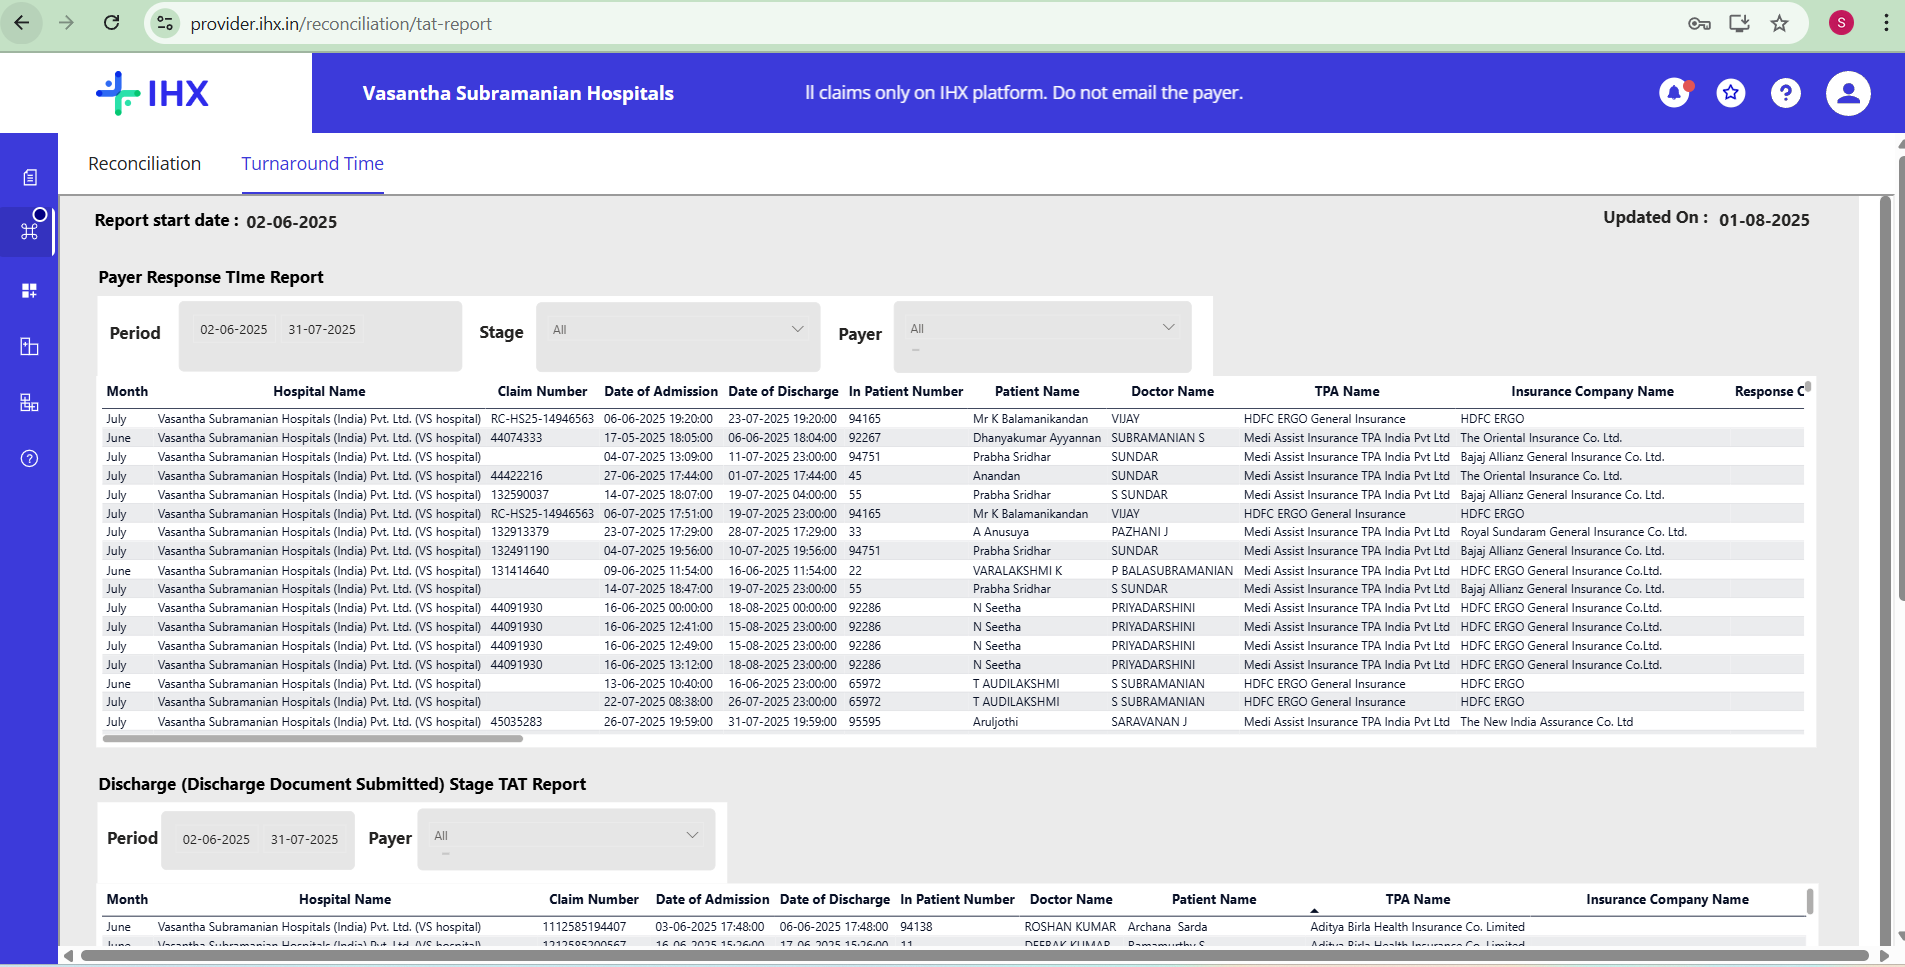 provider.ihx.in/reconciliation/tat-report
S
IHX
Vasantha Subramanian Hospitals
ll claims only on IHX platform. Do not email the payer.
Reconciliation Turnaround Time
Report start date : 02-06-2025
Updated On : 01-08-2025
Payer Response TIme Report
Period 02-06-2025 31-07-2025 Stage All Payer All
Month Hospital Name Claim Number Date of Admission Date of Discharge In Patient Number Patient Name Doctor Name TPA Name Insurance Company Name Response C
July Vasantha Subramanian Hospitals (India) Pvt. Ltd. (VS hospital) RC-HS25-14946563 06-06-2025 19:20:00 23-07-2025 19:20:00 94165 Mr K Balamanikandan VIJAY HDFC ERGO General Insurance HDFC ERGO
June Vasantha Subramanian Hospitals (India) Pvt. Ltd. (VS hospital) 44074333 17-05-2025 18:05:00 06-06-2025 18:04:00 92267 Dhanyakumar Ayyannan SUBRAMANIAN S Medi Assist Insurance TPA India Pvt Ltd The Oriental Insurance Co. Ltd.
July Vasantha Subramanian Hospitals (India) Pvt. Ltd. (VS hospital) 04-07-2025 13:09:00 11-07-2025 23:00:00 94751 Prabha Sridhar SUNDAR Medi Assist Insurance TPA India Pvt Ltd Bajaj Allianz General Insurance Co. Ltd.
July Vasantha Subramanian Hospitals (India) Pvt. Ltd. (VS hospital) 44422216 27-06-2025 17:44:00 01-07-2025 17:44:00 45 Anandan SUNDAR Medi Assist Insurance TPA India Pvt Ltd The Oriental Insurance Co. Ltd.
July Vasantha Subramanian Hospitals (India) Pvt. Ltd. (VS hospital) 132590037 14-07-2025 18:07:00 19-07-2025 04:00:00 55 Prabha Sridhar S SUNDAR Medi Assist Insurance TPA India Pvt Ltd Bajaj Allianz General Insurance Co. Ltd.
July Vasantha Subramanian Hospitals (India) Pvt. Ltd. (VS hospital) RC-HS25-14946563 06-07-2025 17:51:00 19-07-2025 23:00:00 94165 Mr K Balamanikandan VIJAY HDFC ERGO General Insurance HDFC ERGO
July Vasantha Subramanian Hospitals (India) Pvt. Ltd. (VS hospital) 132913379 23-07-2025 17:29:00 28-07-2025 17:29:00 33 A Anusuya PAZHANI J Medi Assist Insurance TPA India Pvt Ltd Royal Sundaram General Insurance Co. Ltd.
July Vasantha Subramanian Hospitals (India) Pvt. Ltd. (VS hospital) 132491190 04-07-2025 19:56:00 10-07-2025 19:56:00 94751 Prabha Sridhar SUNDAR Medi Assist Insurance TPA India Pvt Ltd Bajaj Allianz General Insurance Co. Ltd.
June Vasantha Subramanian Hospitals (India) Pvt. Ltd. (VS hospital) 131414640 09-06-2025 11:54:00 16-06-2025 11:54:00 22 VARALAKSHMI K P BALASUBRAMANIAN Medi Assist Insurance TPA India Pvt Ltd HDFC ERGO General Insurance Co.Ltd.
July Vasantha Subramanian Hospitals (India) Pvt. Ltd. (VS hospital) 14-07-2025 18:47:00 19-07-2025 23:00:00 55 Prabha Sridhar S SUNDAR Medi Assist Insurance TPA India Pvt Ltd Bajaj Allianz General Insurance Co. Ltd.
July Vasantha Subramanian Hospitals (India) Pvt. Ltd. (VS hospital) 44091930 16-06-2025 00:00:00 18-08-2025 00:00:00 92286 N Seetha PRIYADARSHINI Medi Assist Insurance TPA India Pvt Ltd HDFC ERGO General Insurance Co.Ltd.
July Vasantha Subramanian Hospitals (India) Pvt. Ltd. (VS hospital) 44091930 16-06-2025 12:41:00 15-08-2025 23:00:00 92286 N Seetha PRIYADARSHINI Medi Assist Insurance TPA India Pvt Ltd HDFC ERGO General Insurance Co.Ltd.
July Vasantha Subramanian Hospitals (India) Pvt. Ltd. (VS hospital) 44091930 16-06-2025 12:49:00 15-08-2025 23:00:00 92286 N Seetha PRIYADARSHINI Medi Assist Insurance TPA India Pvt Ltd HDFC ERGO General Insurance Co.Ltd.
July Vasantha Subramanian Hospitals (India) Pvt. Ltd. (VS hospital) 44091930 16-06-2025 13:12:00 18-08-2025 23:00:00 92286 N Seetha PRIYADARSHINI Medi Assist Insurance TPA India Pvt Ltd HDFC ERGO General Insurance Co.Ltd.
June Vasantha Subramanian Hospitals (India) Pvt. Ltd. (VS hospital) 13-06-2025 10:40:00 16-06-2025 23:00:00 65972 T AUDILAKSHMI S SUBRAMANIAN HDFC ERGO General Insurance HDFC ERGO
July Vasantha Subramanian Hospitals (India) Pvt. Ltd. (VS hospital) 22-07-2025 08:38:00 26-07-2025 23:00:00 65972 T AUDILAKSHMI S SUBRAMANIAN HDFC ERGO General Insurance HDFC ERGO
July Vasantha Subramanian Hospitals (India) Pvt. Ltd. (VS hospital) 45035283 26-07-2025 19:59:00 31-07-2025 19:59:00 95595 Aruljothi SARAVANAN J Medi Assist Insurance TPA India Pvt Ltd The New India Assurance Co. Ltd
Discharge (Discharge Document Submitted) Stage TAT Report
Period 02-06-2025 31-07-2025 Payer All
Month Hospital Name Claim Number Date of Admission Date of Discharge In Patient Number Doctor Name Patient Name TPA Name Insurance Company Name
June Vasantha Subramanian Hospitals (India) Pvt. Ltd. (VS hospital) 1112585194407 03-06-2025 17:48:00 06-06-2025 17:48:00 94138 ROSHAN KUMAR Archana Sarda Aditya Birla Health Insurance Co. Limited
June Vasantha Subramanian Hospitals (India) Pvt. Ltd. (VS hospital) 1212585200567 16-06-2025 15:26:00 17-06-2025 15:26:00 11 DEEPAK KUMAR Ramamurthy S Aditya Birla Health Insurance Co. Limited